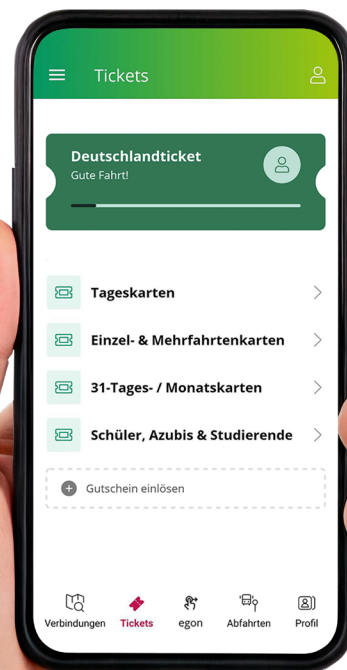 Tickets
Deutschlandticket
Gute Fahrt!
Tageskarten
Einzel- & Mehrfahrtenkarten
31-Tages- / Monatskarten
Schüler, Azubis & Studierende
Gutschein einlösen
Verbindungen Tickets egon Abfahrten Profil